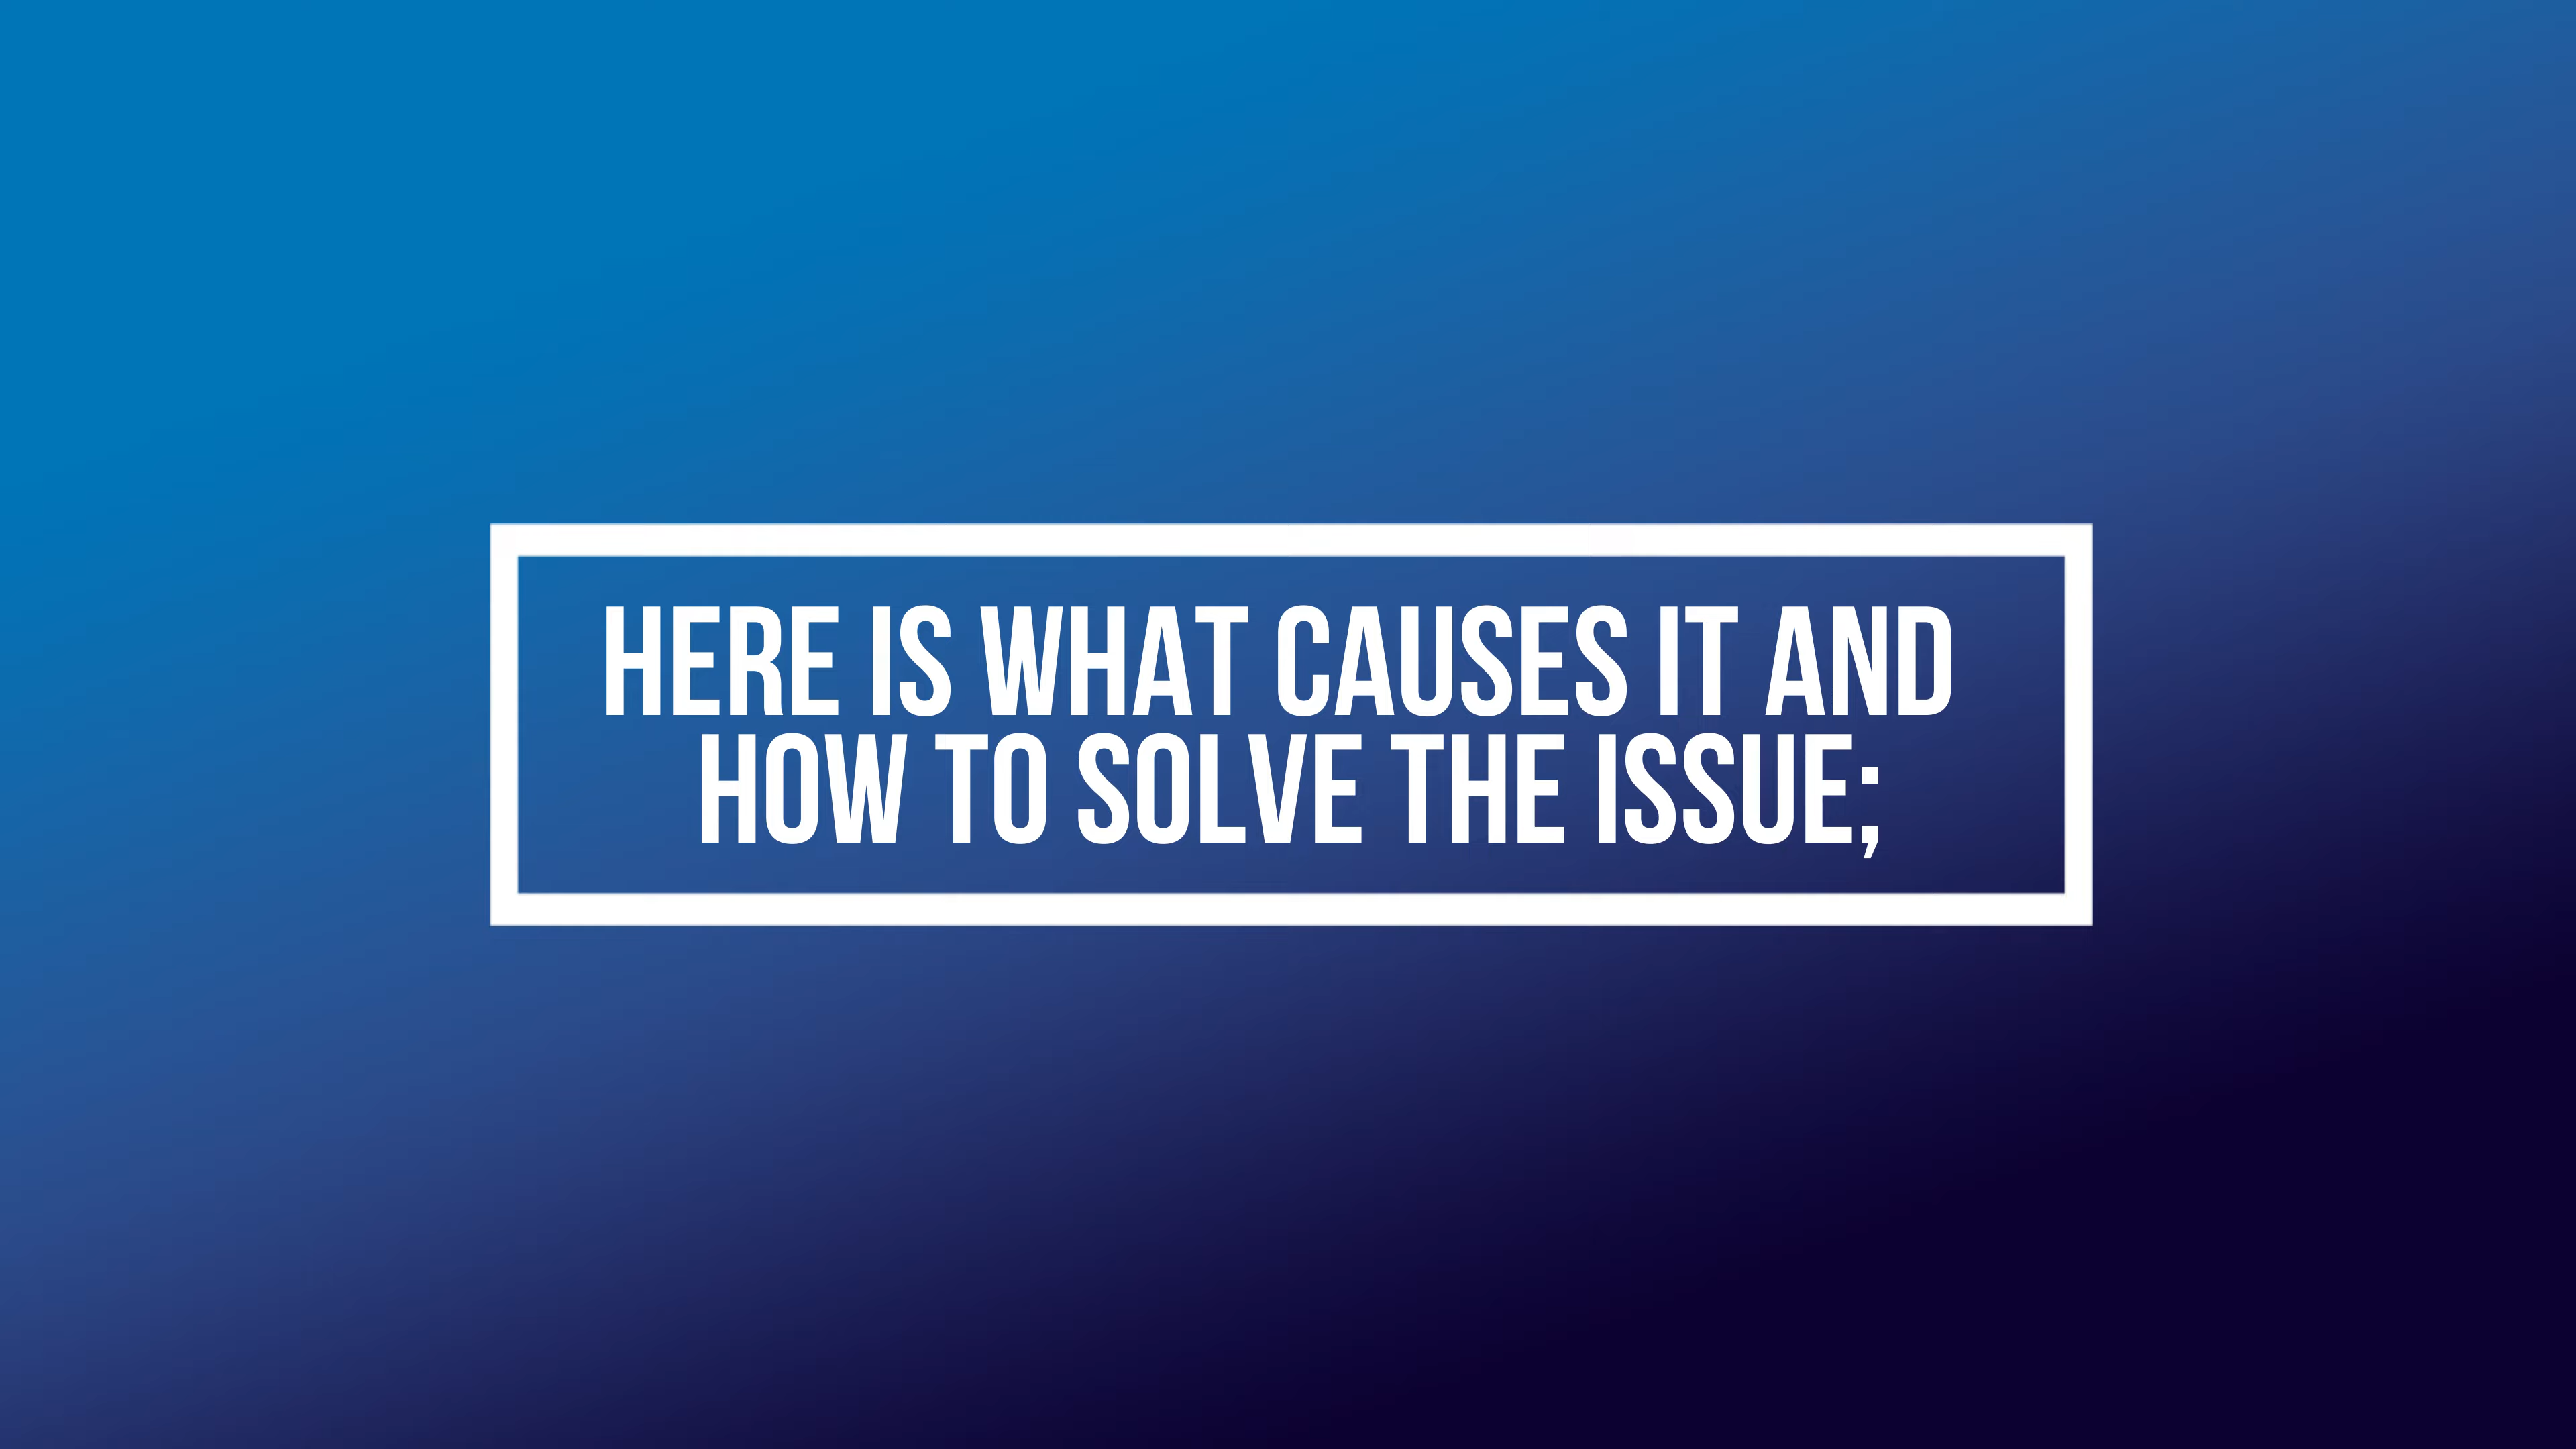 HERE IS WHAT CAUSES IT AND
HOW TO SOLVE THE ISSUE;